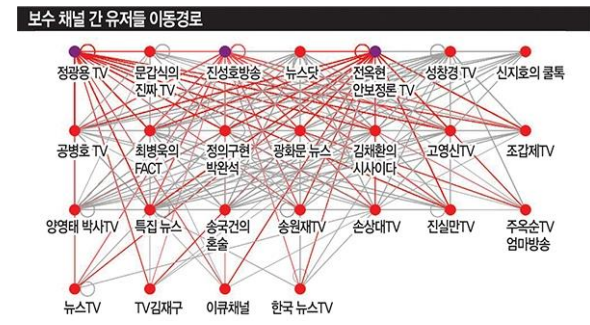 보수 채널 간 유저들 이동경로
정광용 TV 문갑식의 진성호방송 뉴스닷 전옥현 성창경 TV 신지호의 쿨톡
진짜 TV 안보정론 TV
공병호 TV 최병묵의 정의구현 광화문 뉴스 김채환의 고영신TV 조갑제TV
FACT 박완석 시사이다
양영태 박사TV 특집 뉴스 송국건의 송원재TV 손상대TV 진실만TV 주옥순TV
혼술 엄마방송
뉴스TV TV김재구 이큐채널 한국 뉴스TV